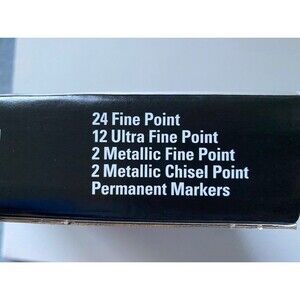 24 Fine Point
12 Ultra Fine Point
2 Metallic Fine Point
2 Metallic Chisel Point
Permanent Markers